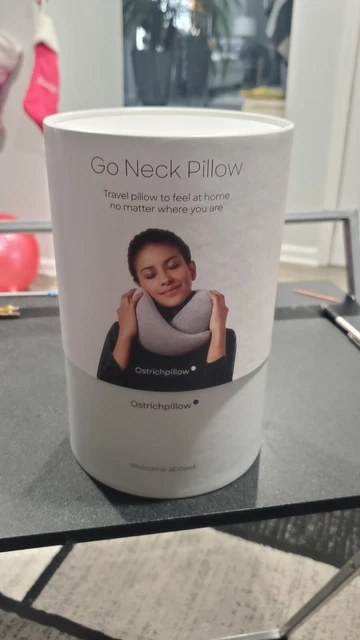 Go Neck Pillow
Travel pillow to feel at home
no matter where you are
Ostrichpillow
Ostrichpillow
Welcome aboard